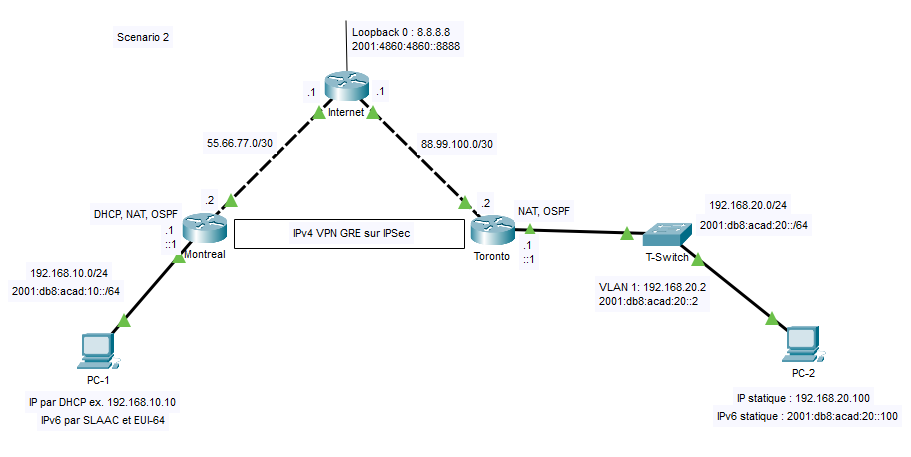 Scenario 2
Loopback 0 : 8.8.8.8
2001:4860:4860::8888
.1
.1
Internet
55.66.77.0/30
88.99.100.0/30
.2
.2
DHCP, NAT, OSPF
NAT, OSPF
192.168.20.0/24
2001:db8:acad:20::/64
.1
::1
IPv4 VPN GRE sur IPSec
.1
::1
Montreal
Toronto
T-Switch
192.168.10.0/24
2001:db8:acad:10::/64
VLAN 1: 192.168.20.2
2001:db8:acad:20::2
PC-1
PC-2
IP par DHCP ex. 192.168.10.10
IPv6 par SLAAC et EUI-64
IP statique : 192.168.20.100
IPv6 statique : 2001:db8:acad:20::100